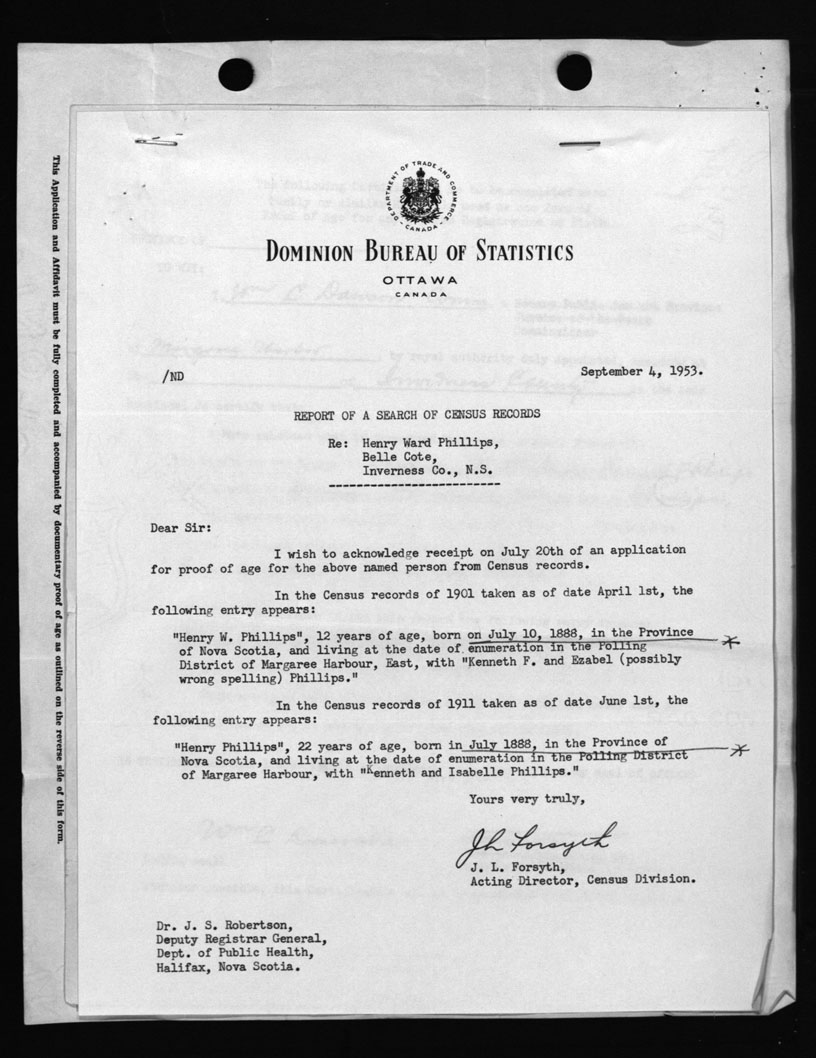 DEPARTMENT OF TRADE AND COMMERCE
CANADA
DOMINION BUREAU OF STATISTICS
OTTAWA
CANADA
/ND
September 4, 1953.
REPORT OF A SEARCH OF CENSUS RECORDS
Re: Henry Ward Phillips,
Belle Cote,
Inverness Co., N.S.
-------------------------
Dear Sir:
I wish to acknowledge receipt on July 20th of an application
for proof of age for the above named person from Census records.
In the Census records of 1901 taken as of date April 1st, the
following entry appears:
"Henry W. Phillips", 12 years of age, born on July 10, 1888, in the Province
of Nova Scotia, and living at the date of enumeration in the Polling
District of Margaree Harbour, East, with "Kenneth F. and Ezabel (possibly
wrong spelling) Phillips."
In the Census records of 1911 taken as of date June 1st, the
following entry appears:
"Henry Phillips", 22 years of age, born in July 1888, in the Province of
Nova Scotia, and living at the date of enumeration in the Polling District
of Margaree Harbour, with "Kenneth and Isabelle Phillips."
Yours very truly,
J L Forsyth
J. L. Forsyth,
Acting Director, Census Division.
Dr. J. S. Robertson,
Deputy Registrar General,
Dept. of Public Health,
Halifax, Nova Scotia.
This Application and Affidavit must be fully completed and accompanied by documentary proof of age as outlined on the reverse side of this form.